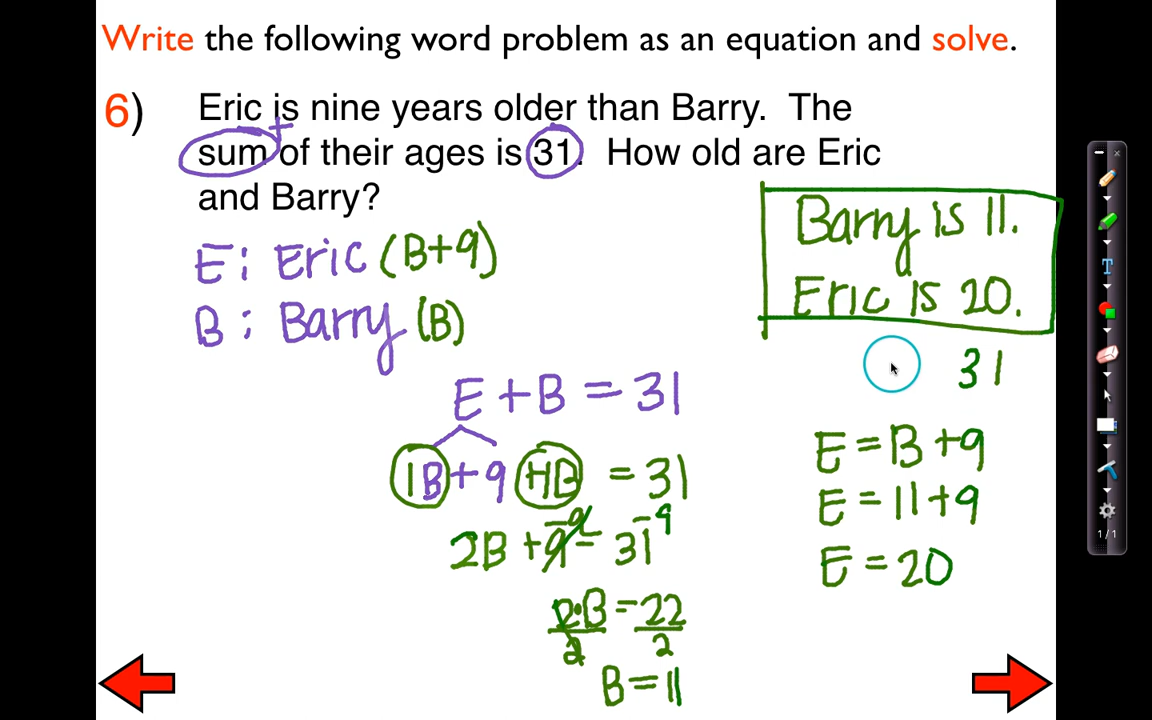 Write the following word problem as an equation and solve.
6) Eric is nine years older than Barry. The
+
sum of their ages is 31. How old are Eric
and Barry?
E: Eric (B+9)
B: Barry (B)
Barry is 11.
Eric is 20.
31
E + B = 31
1B + 9 +1B = 31
2B + 9 -9 = 31 -9
2·B = 22
2 2
B = 11
E = B + 9
E = 11 + 9
E = 20
T
1/1